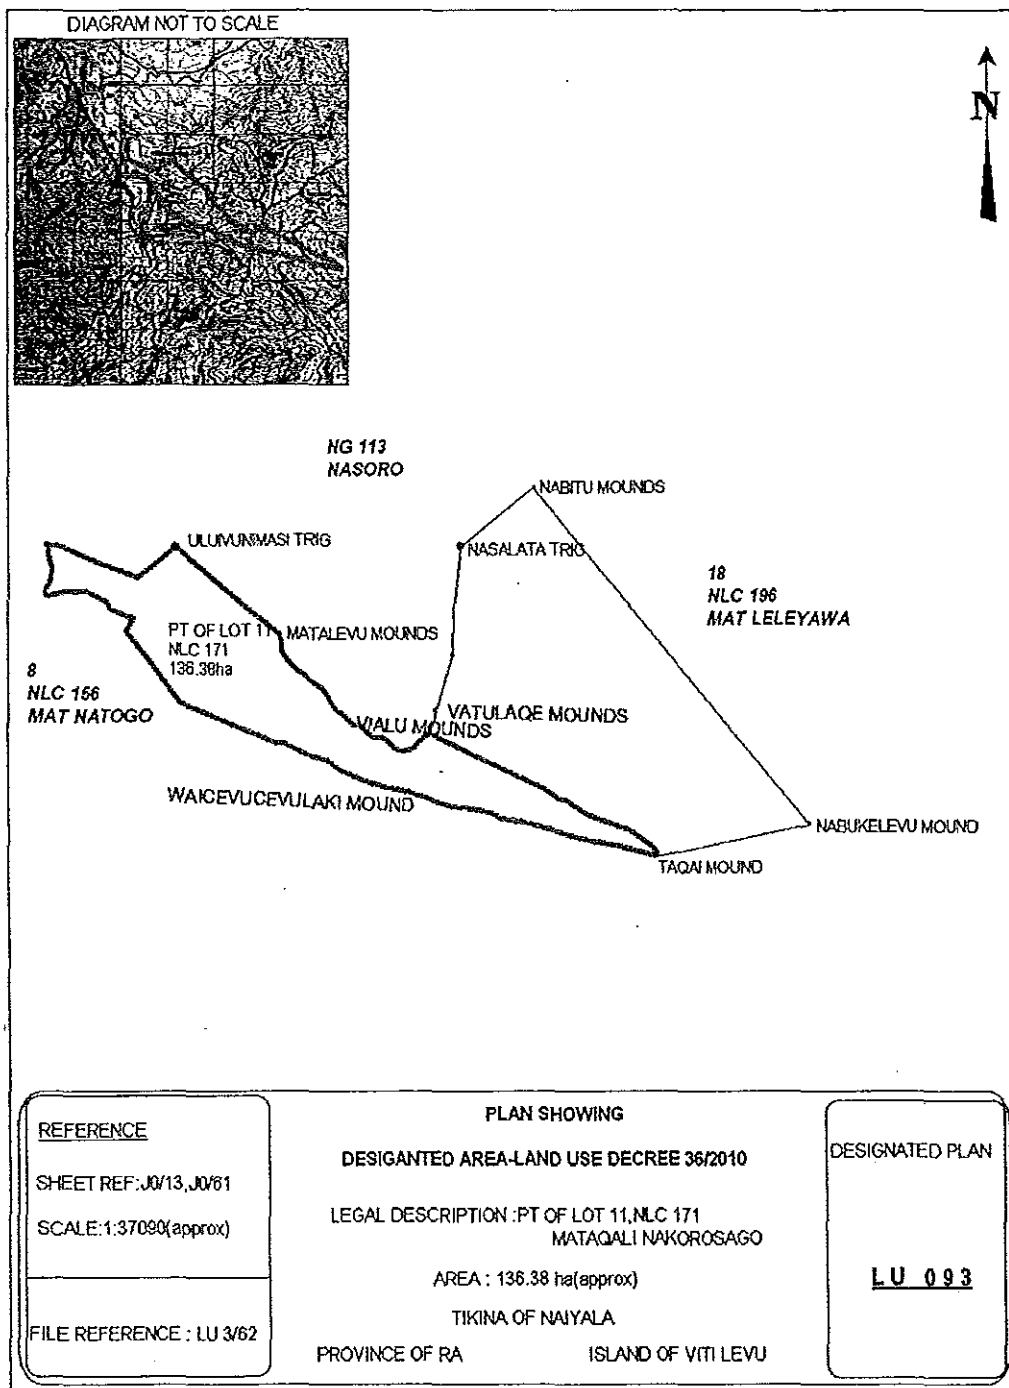 DIAGRAM NOT TO SCALE
N
NG 113
NASORO
NABITU MOUNDS
ULUIVUNIMASI TRIG
NASALATA TRIG
18
NLC 196
MAT LELEYAWA
PT OF LOT 11
NLC 171
136.38ha
MATALEVU MOUNDS
8
NLC 166
MAT NATOGO
VATULAQE MOUNDS
VIALU MOUNDS
WAICEVUCEVULAKI MOUND
NABUKELEVU MOUND
TAQAI MOUND
REFERENCE
SHEET REF:J0/13,J0/61
SCALE:1:37090(approx)
FILE REFERENCE : LU 3/62
PLAN SHOWING
DESIGANTED AREA-LAND USE DECREE 36/2010
LEGAL DESCRIPTION :PT OF LOT 11,NLC 171
MATAQALI NAKOROSAGO
AREA : 136.38 ha(approx)
TIKINA OF NAIYALA
PROVINCE OF RA ISLAND OF VITI LEVU
DESIGNATED PLAN
LU 093